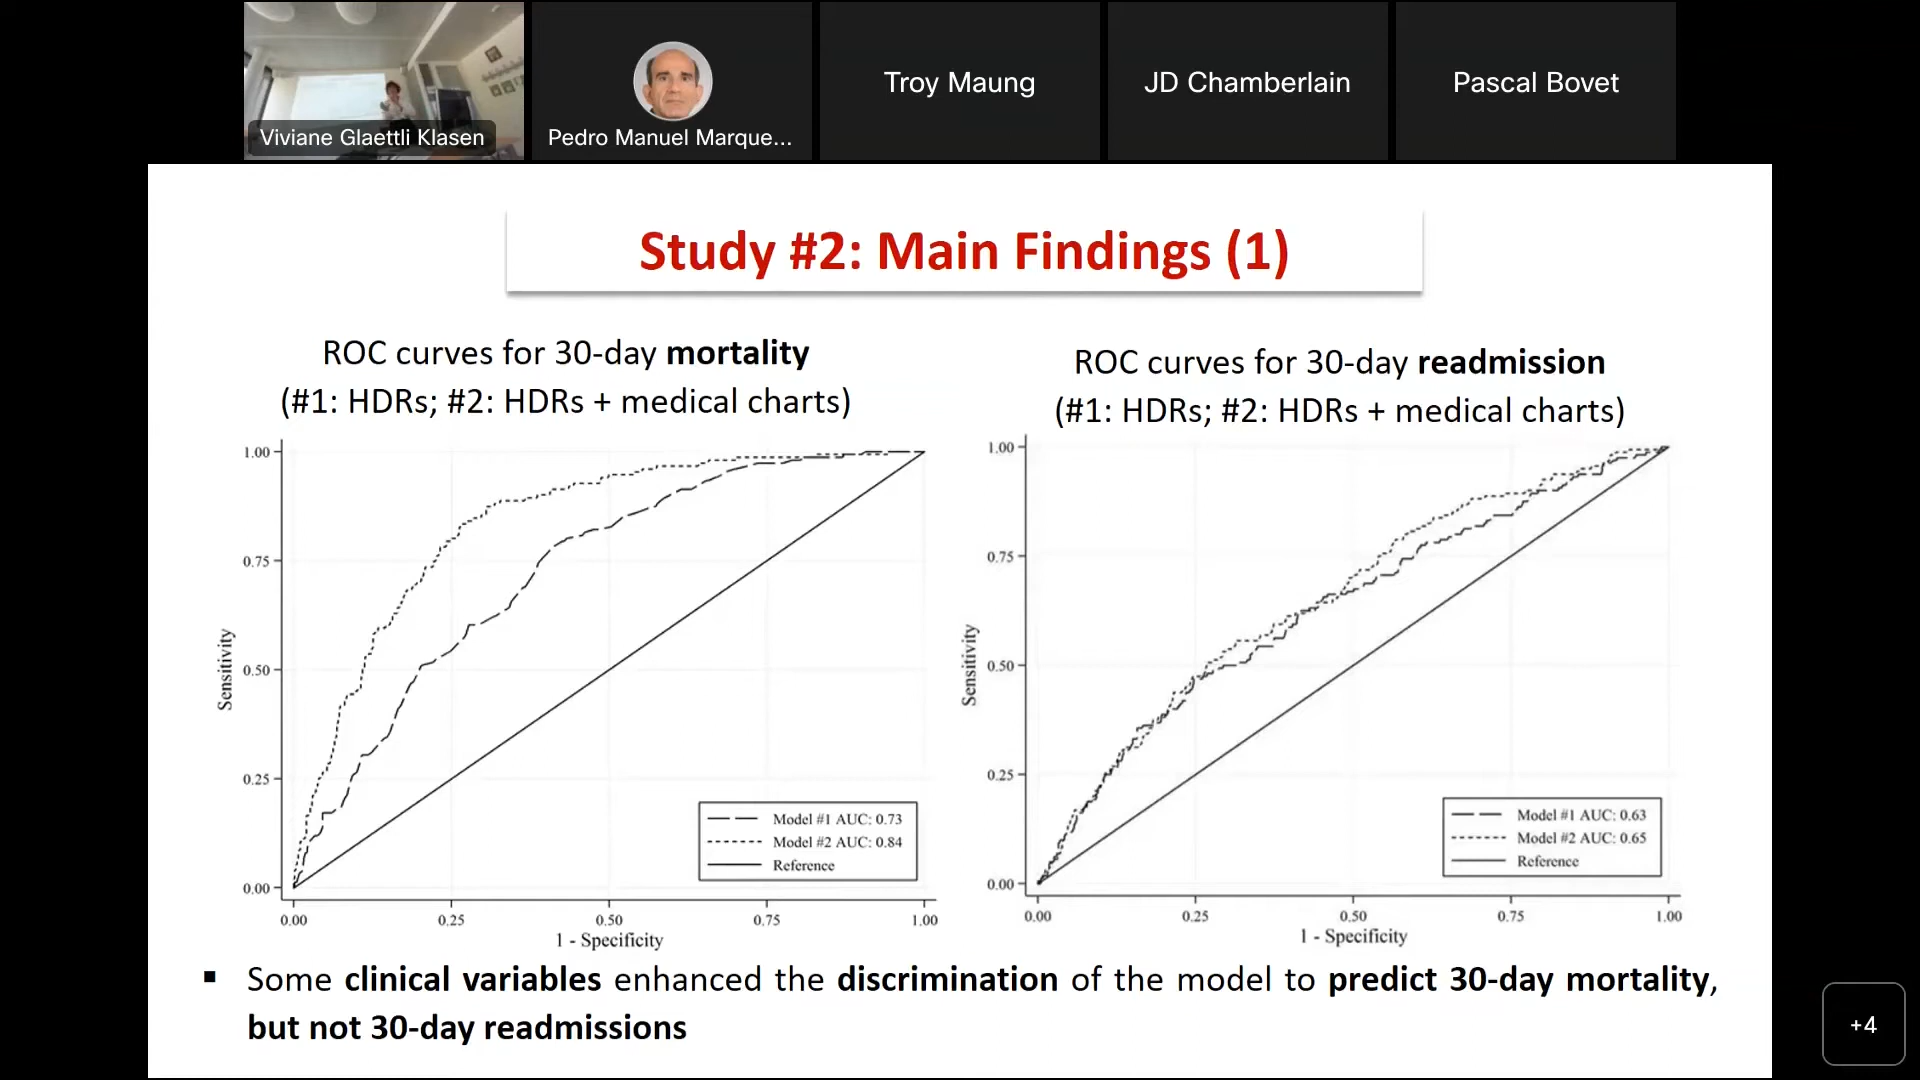 Viviane Glaettli Klasen
Pedro Manuel Marque...
Troy Maung
JD Chamberlain
Pascal Bovet
Study #2: Main Findings (1)
ROC curves for 30-day mortality
(#1: HDRs; #2: HDRs + medical charts)
1.00
0.75
0.50
0.25
0.00
Sensitivity
0.00 0.25 0.50 0.75 1.00
1 - Specificity
Model #1 AUC: 0.73
Model #2 AUC: 0.84
Reference
ROC curves for 30-day readmission
(#1: HDRs; #2: HDRs + medical charts)
1.00
0.75
0.50
0.25
0.00
Sensitivity
0.00 0.25 0.50 0.75 1.00
1 - Specificity
Model #1 AUC: 0.63
Model #2 AUC: 0.65
Reference
▪ Some clinical variables enhanced the discrimination of the model to predict 30-day mortality,
but not 30-day readmissions
+4